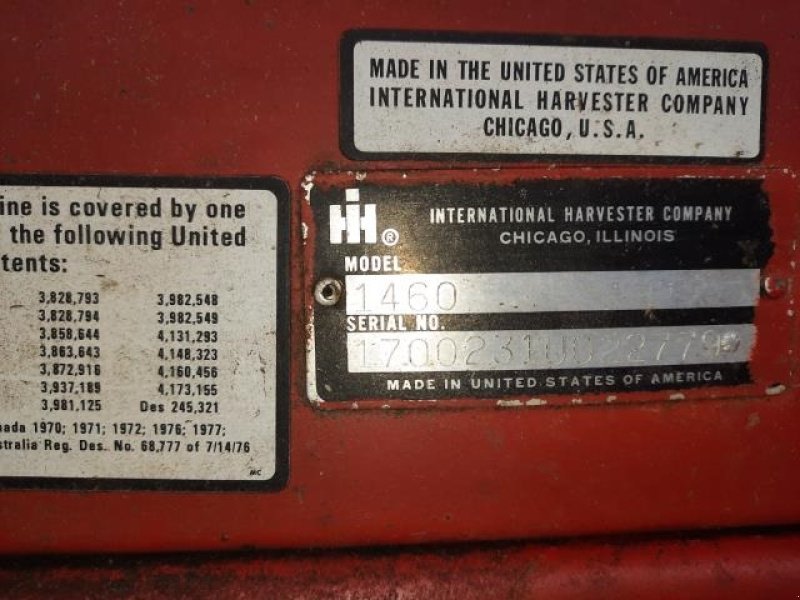 MADE IN THE UNITED STATES OF AMERICA
INTERNATIONAL HARVESTER COMPANY
CHICAGO, U.S.A.
ine is covered by one
the following United
tents:
3,828,793 3,982,548
3,828,794 3,982,549
3,858,644 4,131,293
3,863,643 4,148,323
3,872,916 4,160,456
3,937,189 4,173,155
3,981,125 Des 245,321
nada 1970; 1971; 1972; 1976; 1977;
stralia Reg. Des. No. 68,777 of 7/14/76
MC
IH ® INTERNATIONAL HARVESTER COMPANY
CHICAGO, ILLINOIS
MODEL
1460
SERIAL NO.
MADE IN UNITED STATES OF AMERICA